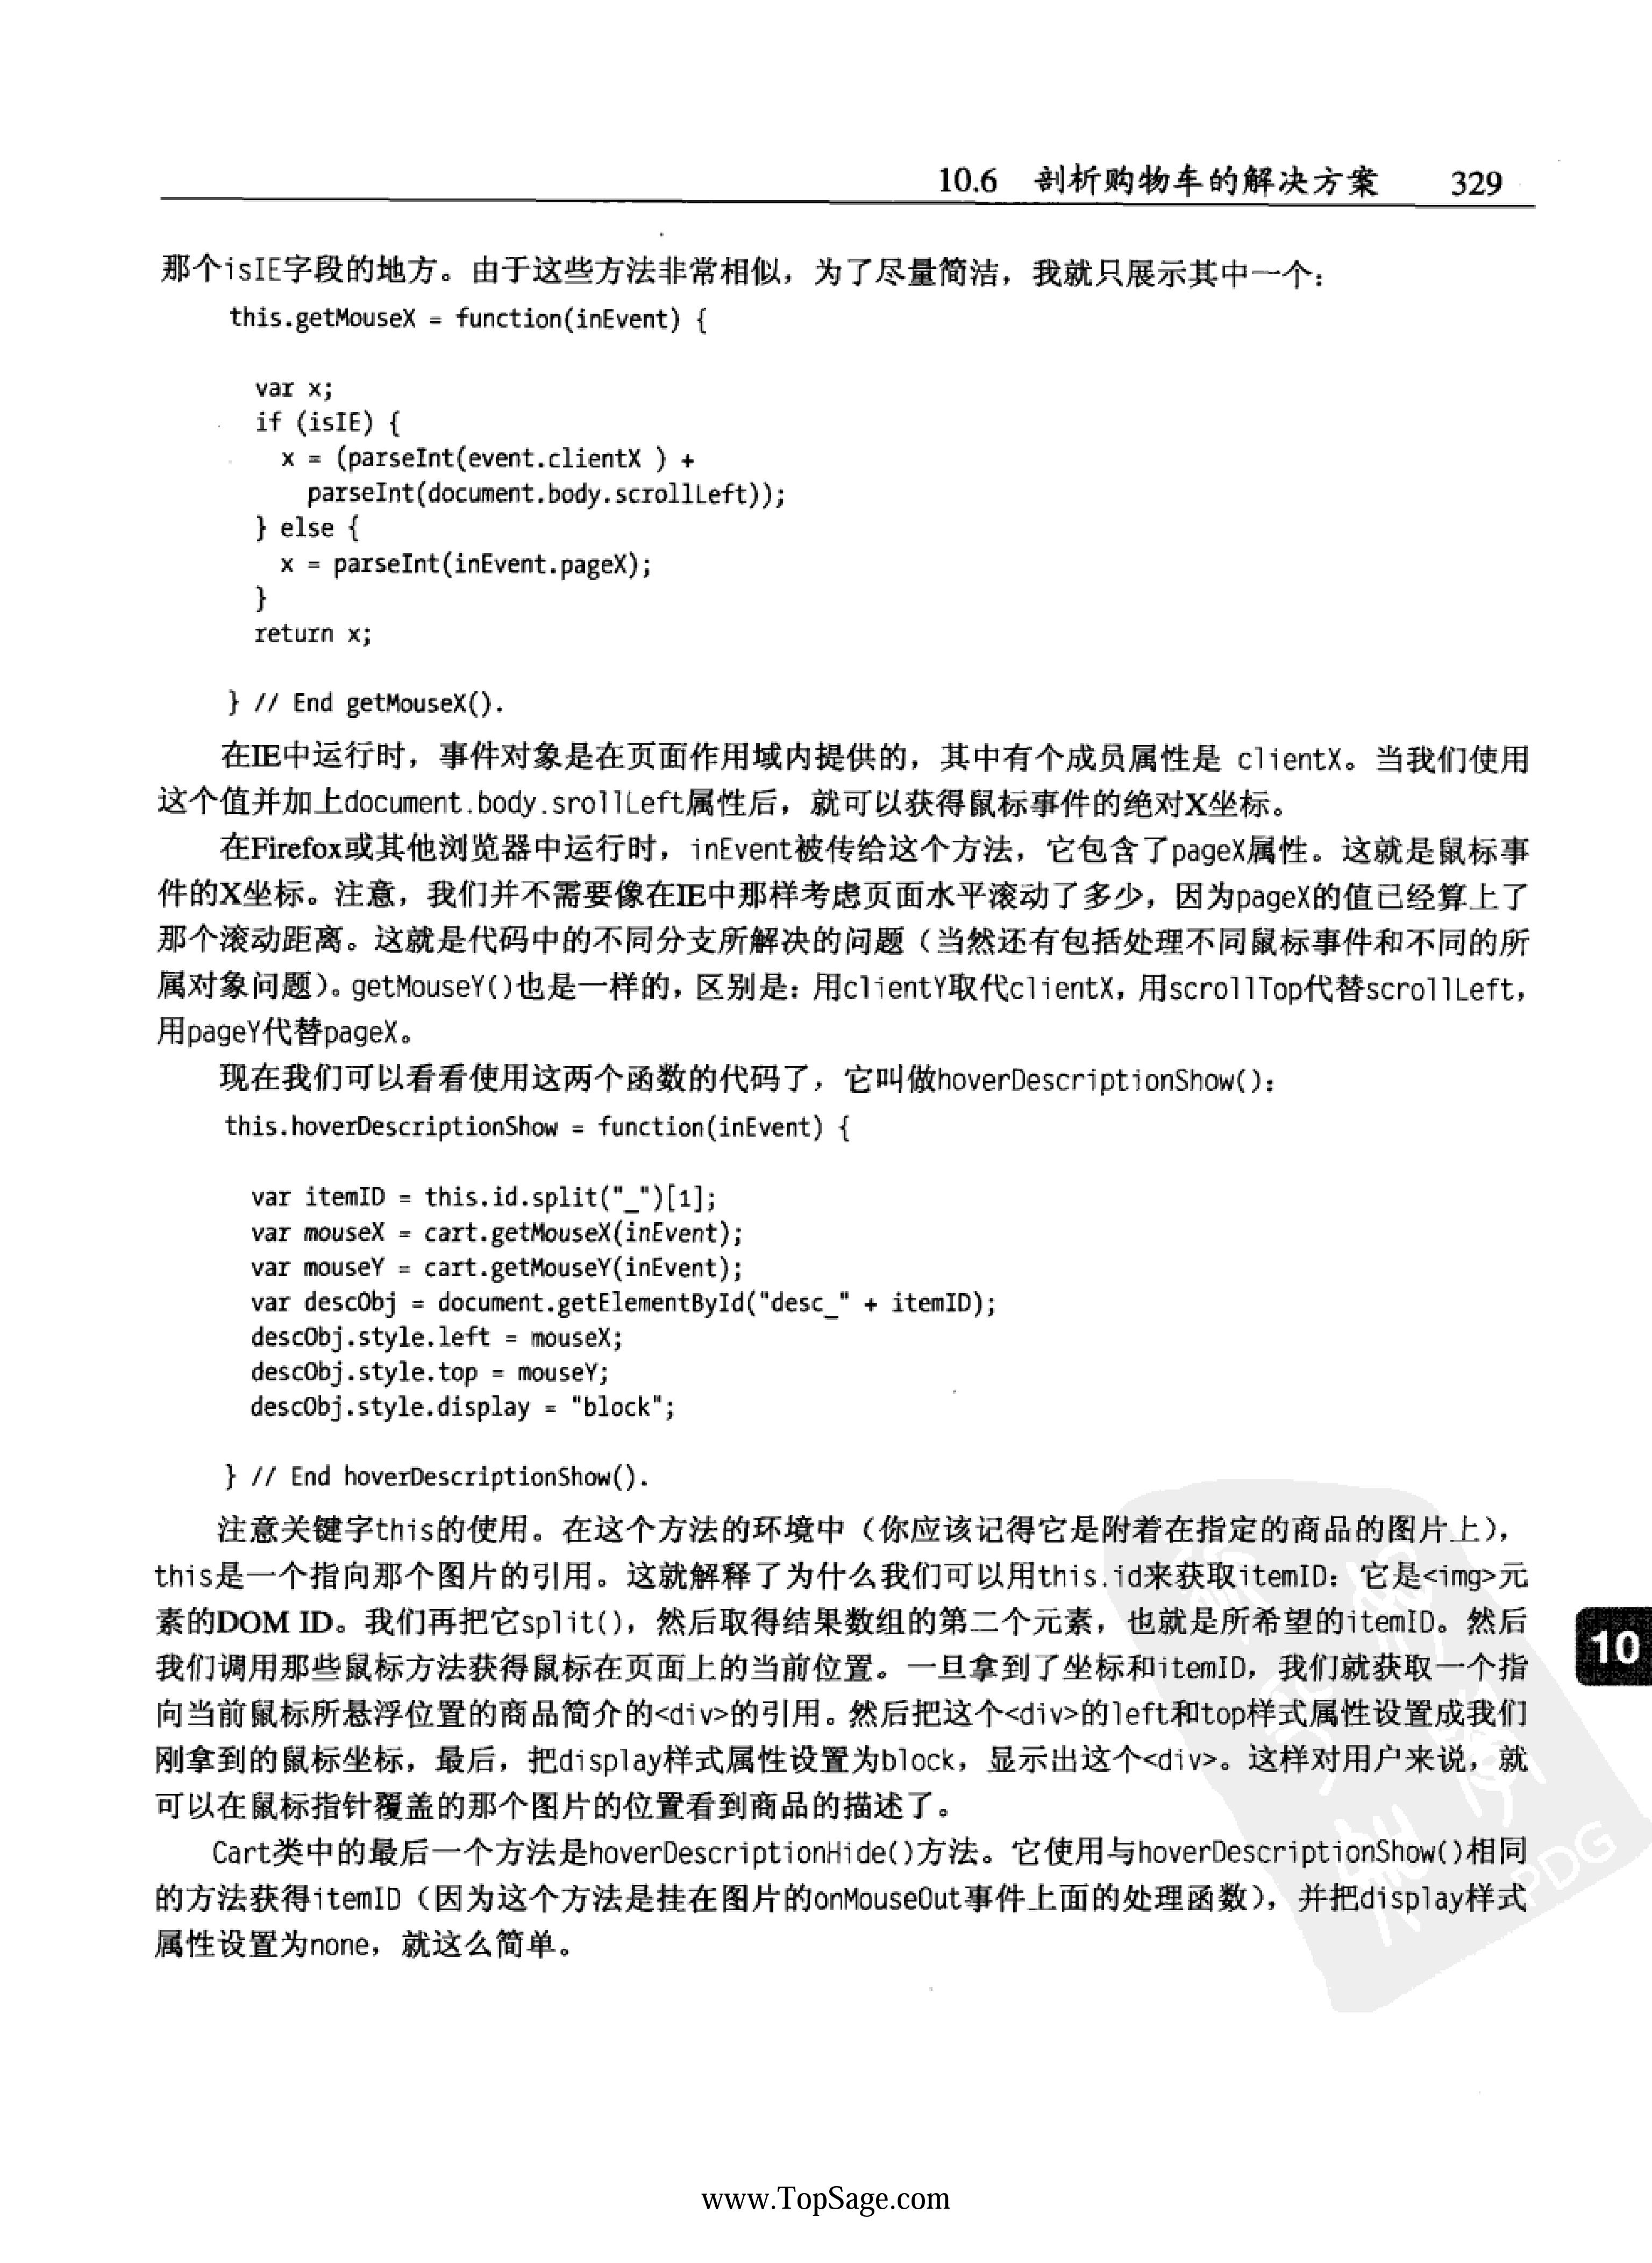 10.6 剖析购物车的解决方案 329
那个isIE字段的地方。由于这些方法非常相似，为了尽量简洁，我就只展示其中一个：
this.getMouseX = function(inEvent) {
var x;
if (isIE) {
x = (parseInt(event.clientX ) +
parseInt(document.body.scrollLeft));
} else {
x = parseInt(inEvent.pageX);
}
return x;
} // End getMouseX().
在IE中运行时，事件对象是在页面作用域内提供的，其中有个成员属性是 clientX。当我们使用
这个值并加上document.body.srollLeft属性后，就可以获得鼠标事件的绝对X坐标。
在Firefox或其他浏览器中运行时，inEvent被传给这个方法，它包含了pageX属性。这就是鼠标事
件的X坐标。注意，我们并不需要像在IE中那样考虑页面水平滚动了多少，因为pageX的值已经算上了
那个滚动距离。这就是代码中的不同分支所解决的问题（当然还有包括处理不同鼠标事件和不同的所
属对象问题）。getMouseY()也是一样的，区别是：用clientY取代clientX，用scrollTop代替scrollLeft，
用pageY代替pageX。
现在我们可以看看使用这两个函数的代码了，它叫做hoverDescriptionShow()：
this.hoverDescriptionShow = function(inEvent) {
var itemID = this.id.split("_")[1];
var mouseX = cart.getMouseX(inEvent);
var mouseY = cart.getMouseY(inEvent);
var descObj = document.getElementById("desc_" + itemID);
descObj.style.left = mouseX;
descObj.style.top = mouseY;
descObj.style.display = "block";
} // End hoverDescriptionShow().
注意关键字this的使用。在这个方法的环境中（你应该记得它是附着在指定的商品的图片上），
this是一个指向那个图片的引用。这就解释了为什么我们可以用this.id来获取itemID：它是<img>元
素的DOM ID。我们再把它split()，然后取得结果数组的第二个元素，也就是所希望的itemID。然后
我们调用那些鼠标方法获得鼠标在页面上的当前位置。一旦拿到了坐标和itemID，我们就获取一个指
向当前鼠标所悬浮位置的商品简介的<div>的引用。然后把这个<div>的left和top样式属性设置成我们
刚拿到的鼠标坐标，最后，把display样式属性设置为block，显示出这个<div>。这样对用户来说，就
可以在鼠标指针覆盖的那个图片的位置看到商品的描述了。
Cart类中的最后一个方法是hoverDescriptionHide()方法。它使用与hoverDescriptionShow()相同
的方法获得itemID（因为这个方法是挂在图片的onMouseOut事件上面的处理函数），并把display样式
属性设置为none，就这么简单。
10
PDG
www.TopSage.com